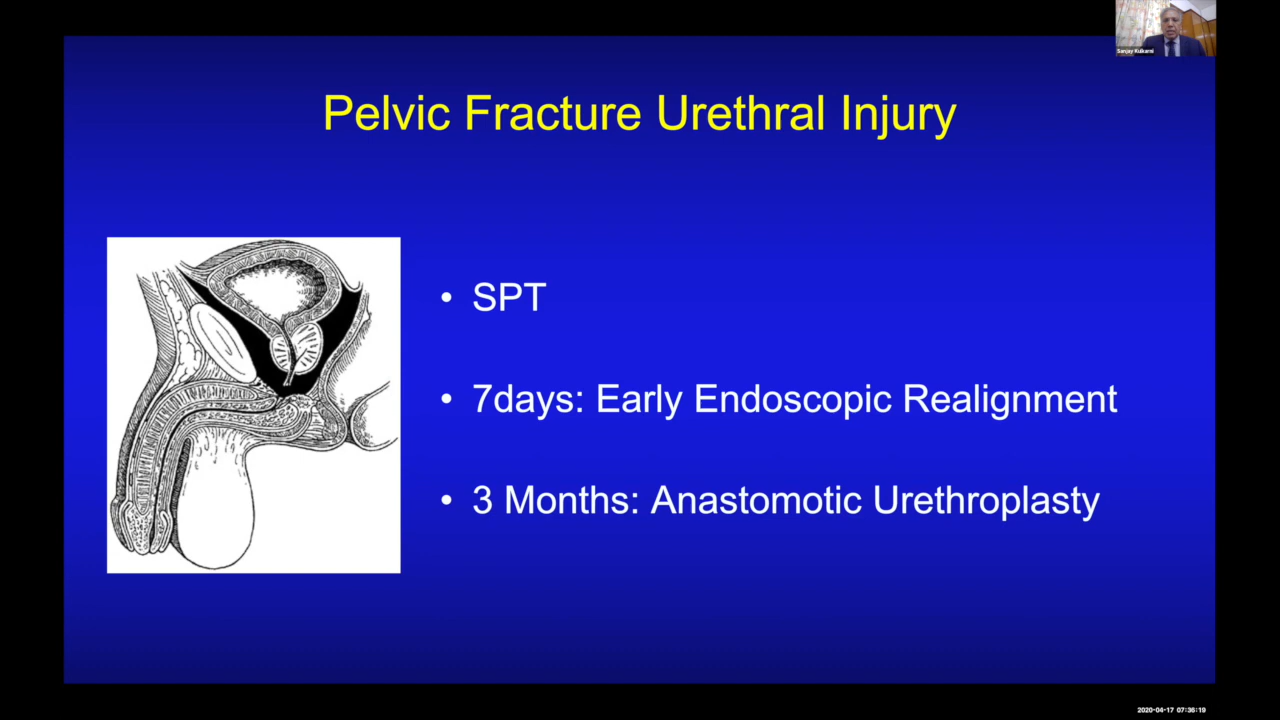 Sanjay Kulkarni
Pelvic Fracture Urethral Injury
• SPT
• 7days: Early Endoscopic Realignment
• 3 Months: Anastomotic Urethroplasty
2020-04-17 07:36:19